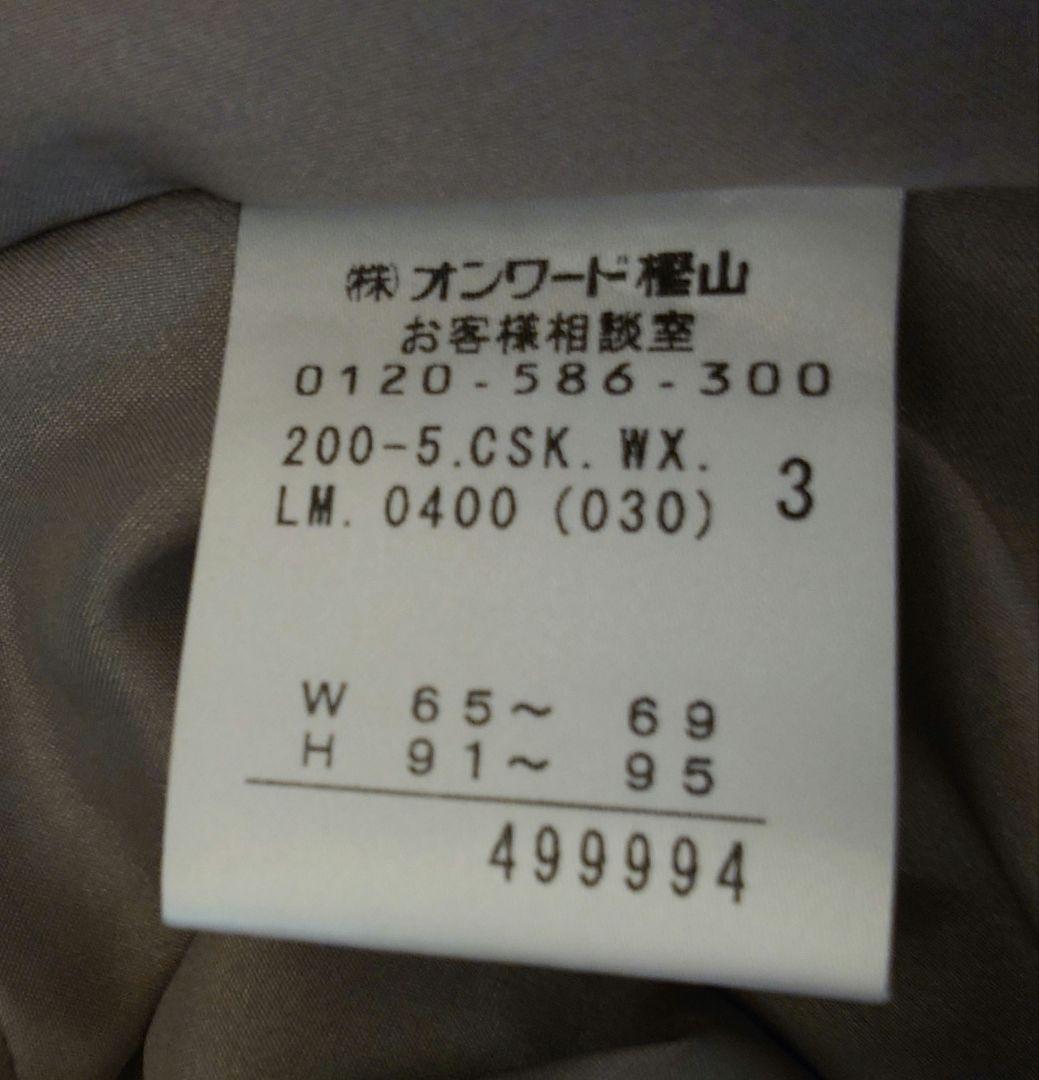 ㈱オンワード樫山
お客様相談室
0120-586-300
200-5.CSK.WX.
LM.0400(030) 3
W 65～ 69
H 91～ 95
499994